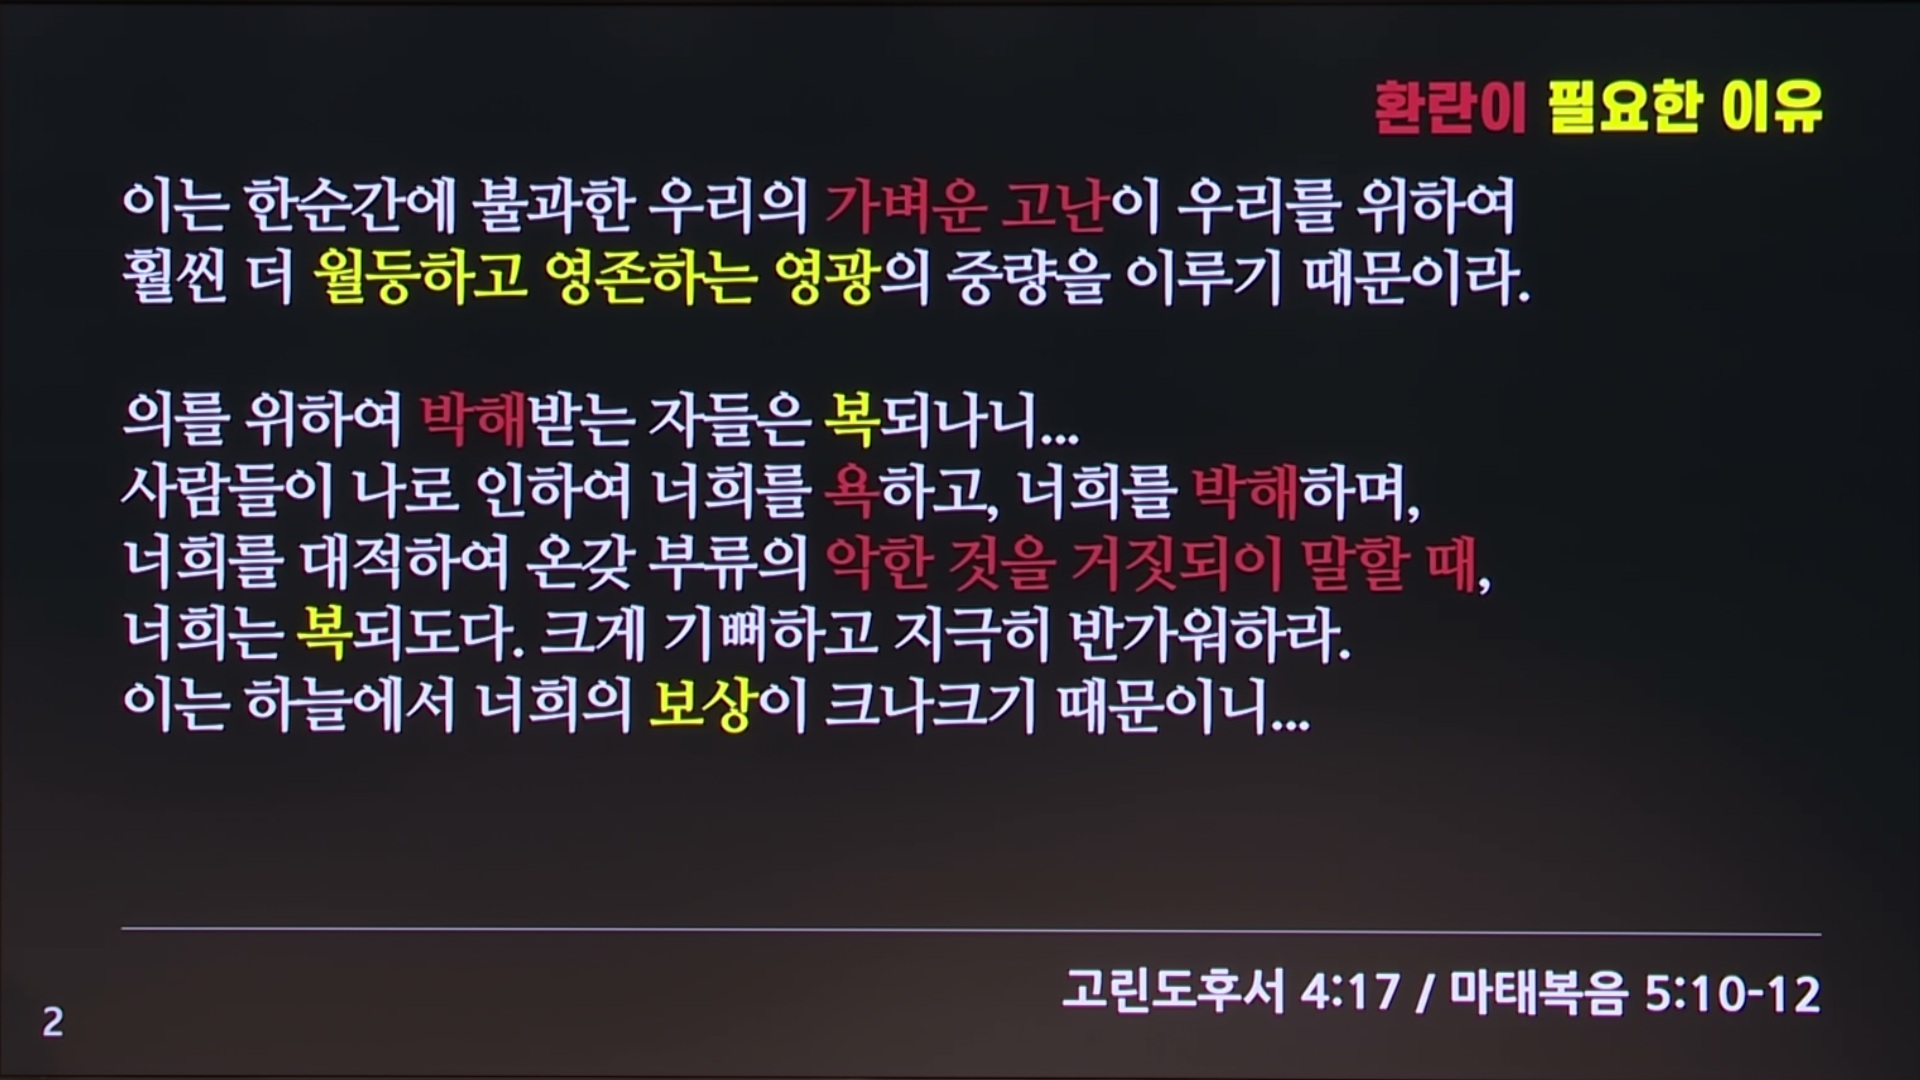 환란이 필요한 이유
이는 한순간에 불과한 우리의 가벼운 고난이 우리를 위하여
훨씬 더 월등하고 영존하는 영광의 중량을 이루기 때문이라.
의를 위하여 박해받는 자들은 복되나니...
사람들이 나로 인하여 너희를 욕하고, 너희를 박해하며,
너희를 대적하여 온갖 부류의 악한 것을 거짓되이 말할 때,
너희는 복되도다. 크게 기뻐하고 지극히 반가워하라.
이는 하늘에서 너희의 보상이 크나크기 때문이니...
고린도후서 4:17 / 마태복음 5:10-12
2